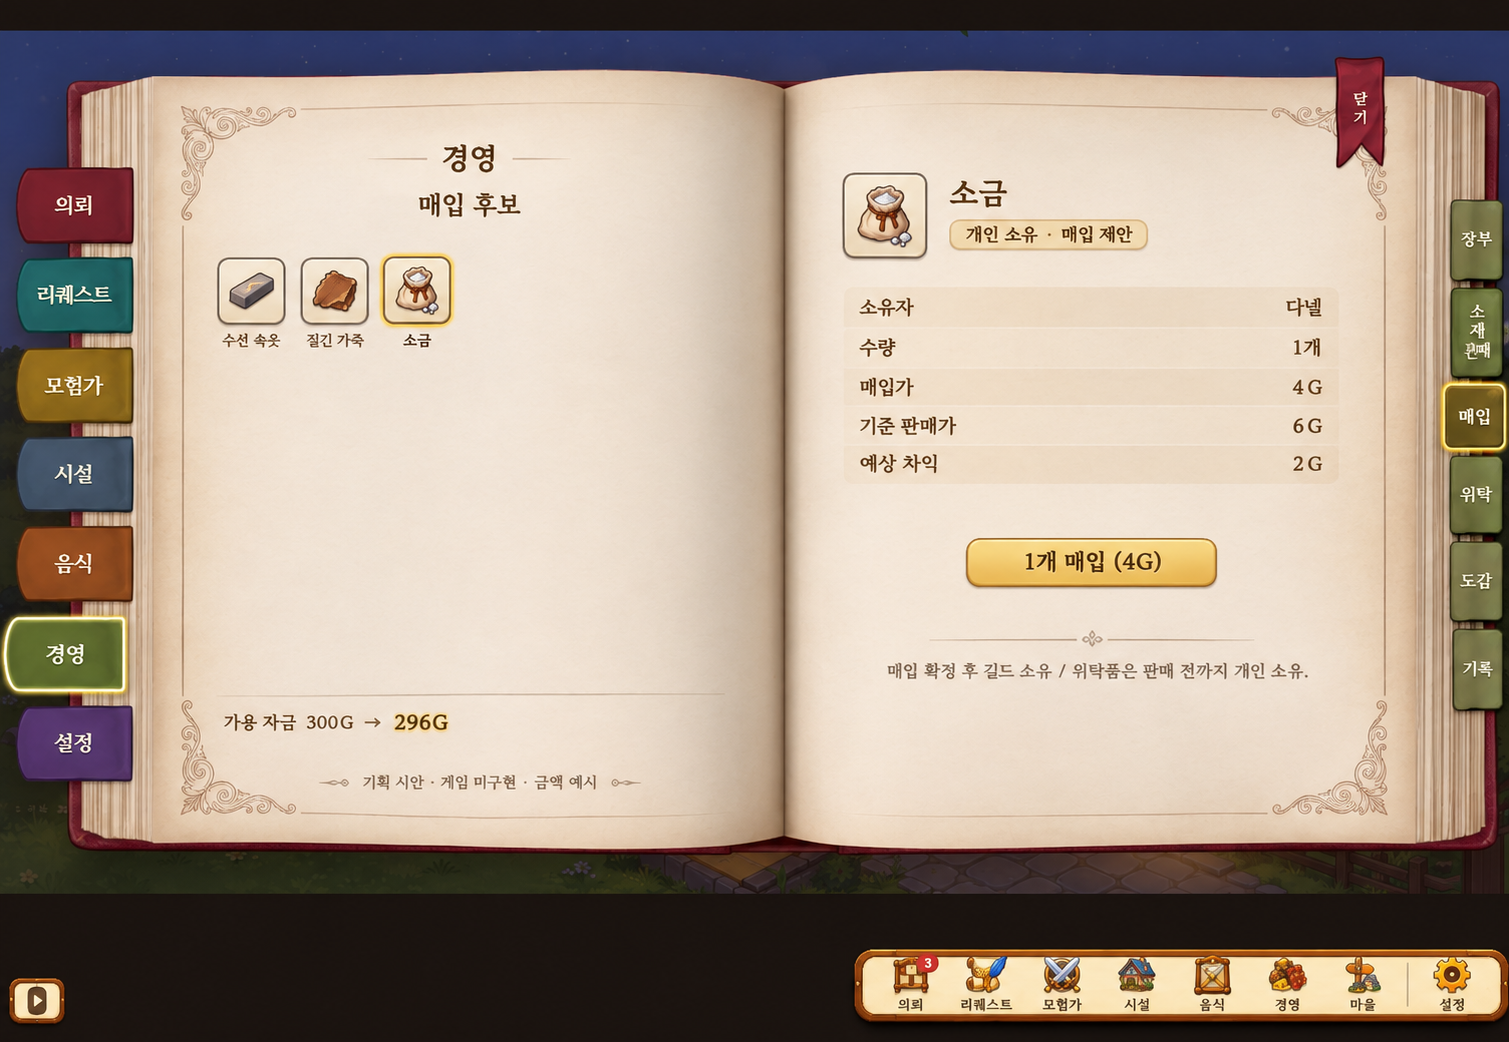 닫기
경영
매입 후보
수선 속옷
질긴 가죽
소금
가용 자금 300G → 296G
기획 시안 · 게임 미구현 · 금액 예시
소금
개인 소유 · 매입 제안
소유자 다넬
수량 1개
매입가 4G
기준 판매가 6G
예상 차익 2G
1개 매입 (4G)
매입 확정 후 길드 소유 / 위탁품은 판매 전까지 개인 소유.
의뢰
리퀘스트
모험가
시설
음식
경영
설정
장부
소
재
매입
위탁
도감
기록
3
의뢰
리퀘스트
모험가
시설
음식
경영
마을
설정